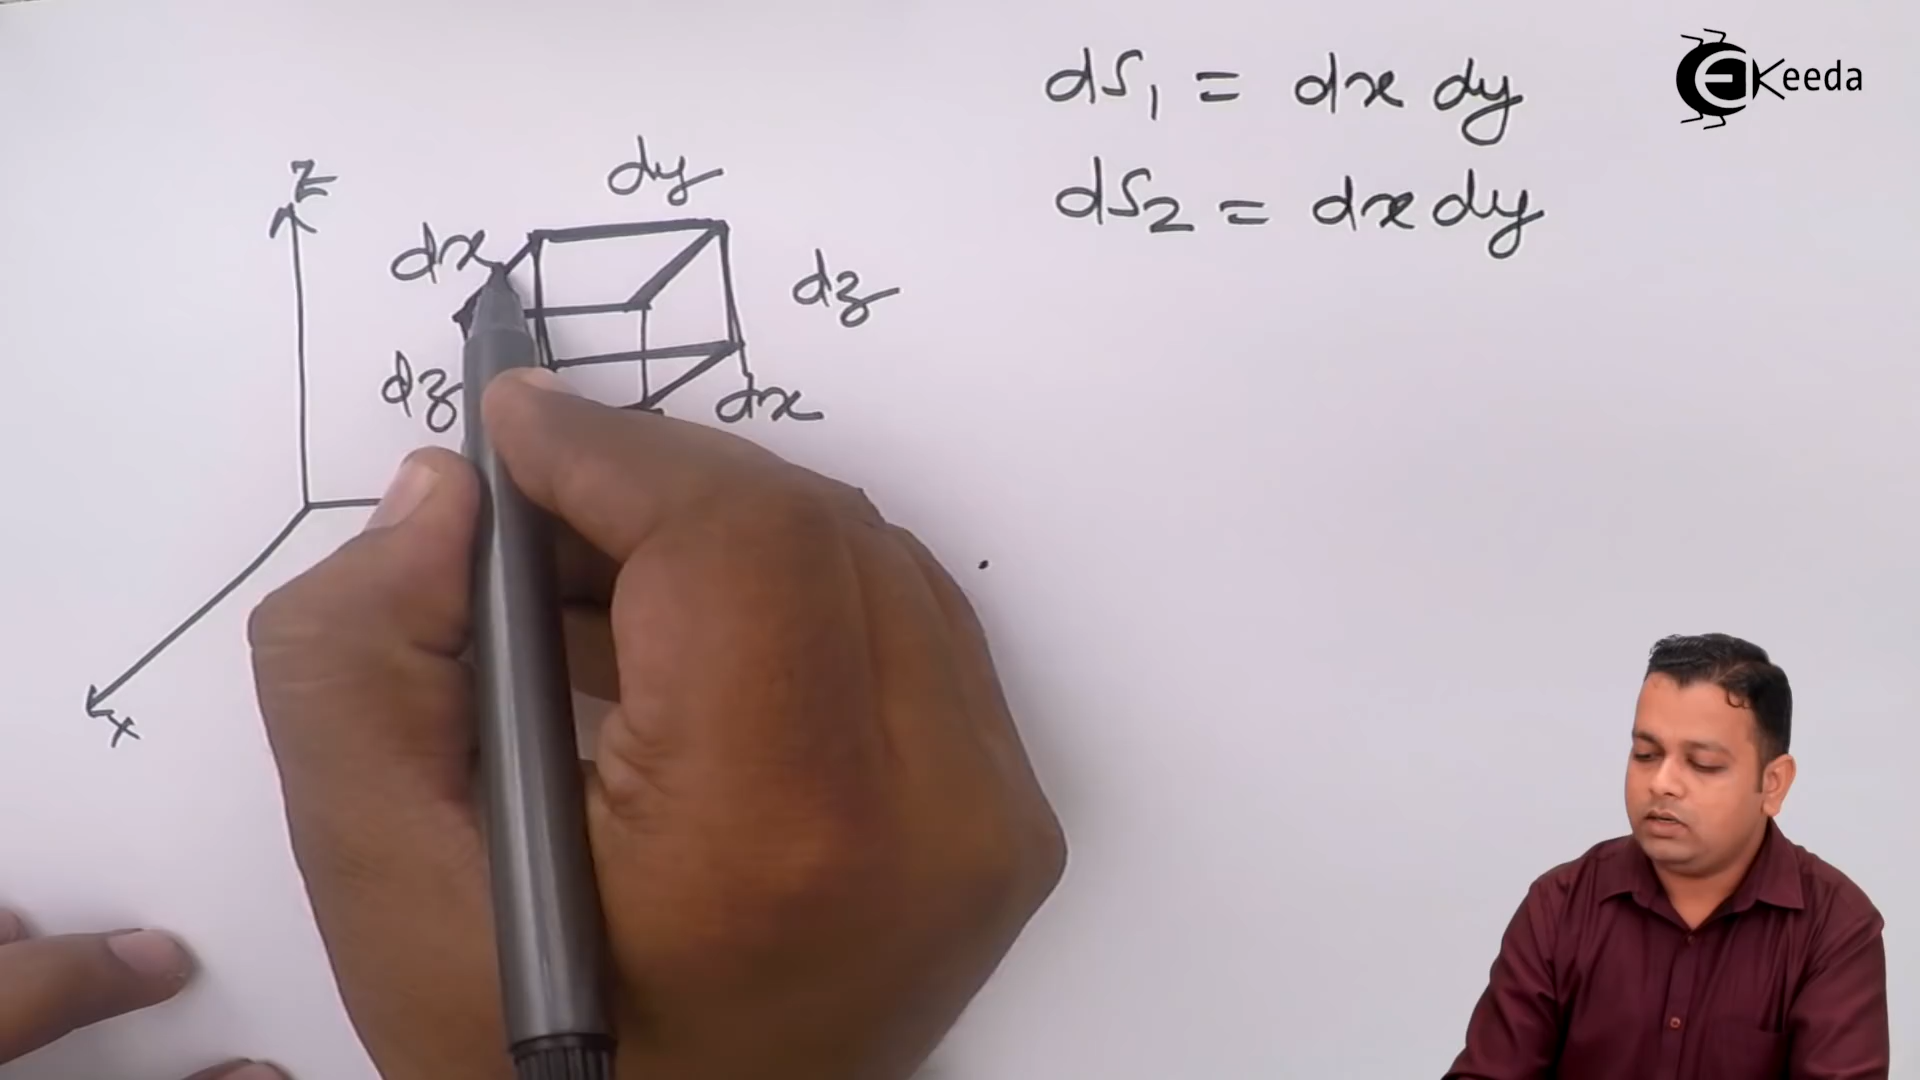 dS₁ = dx dy
Keeda
dS₂ = dx dy
z
dy
dx
dz
dz
dx
x